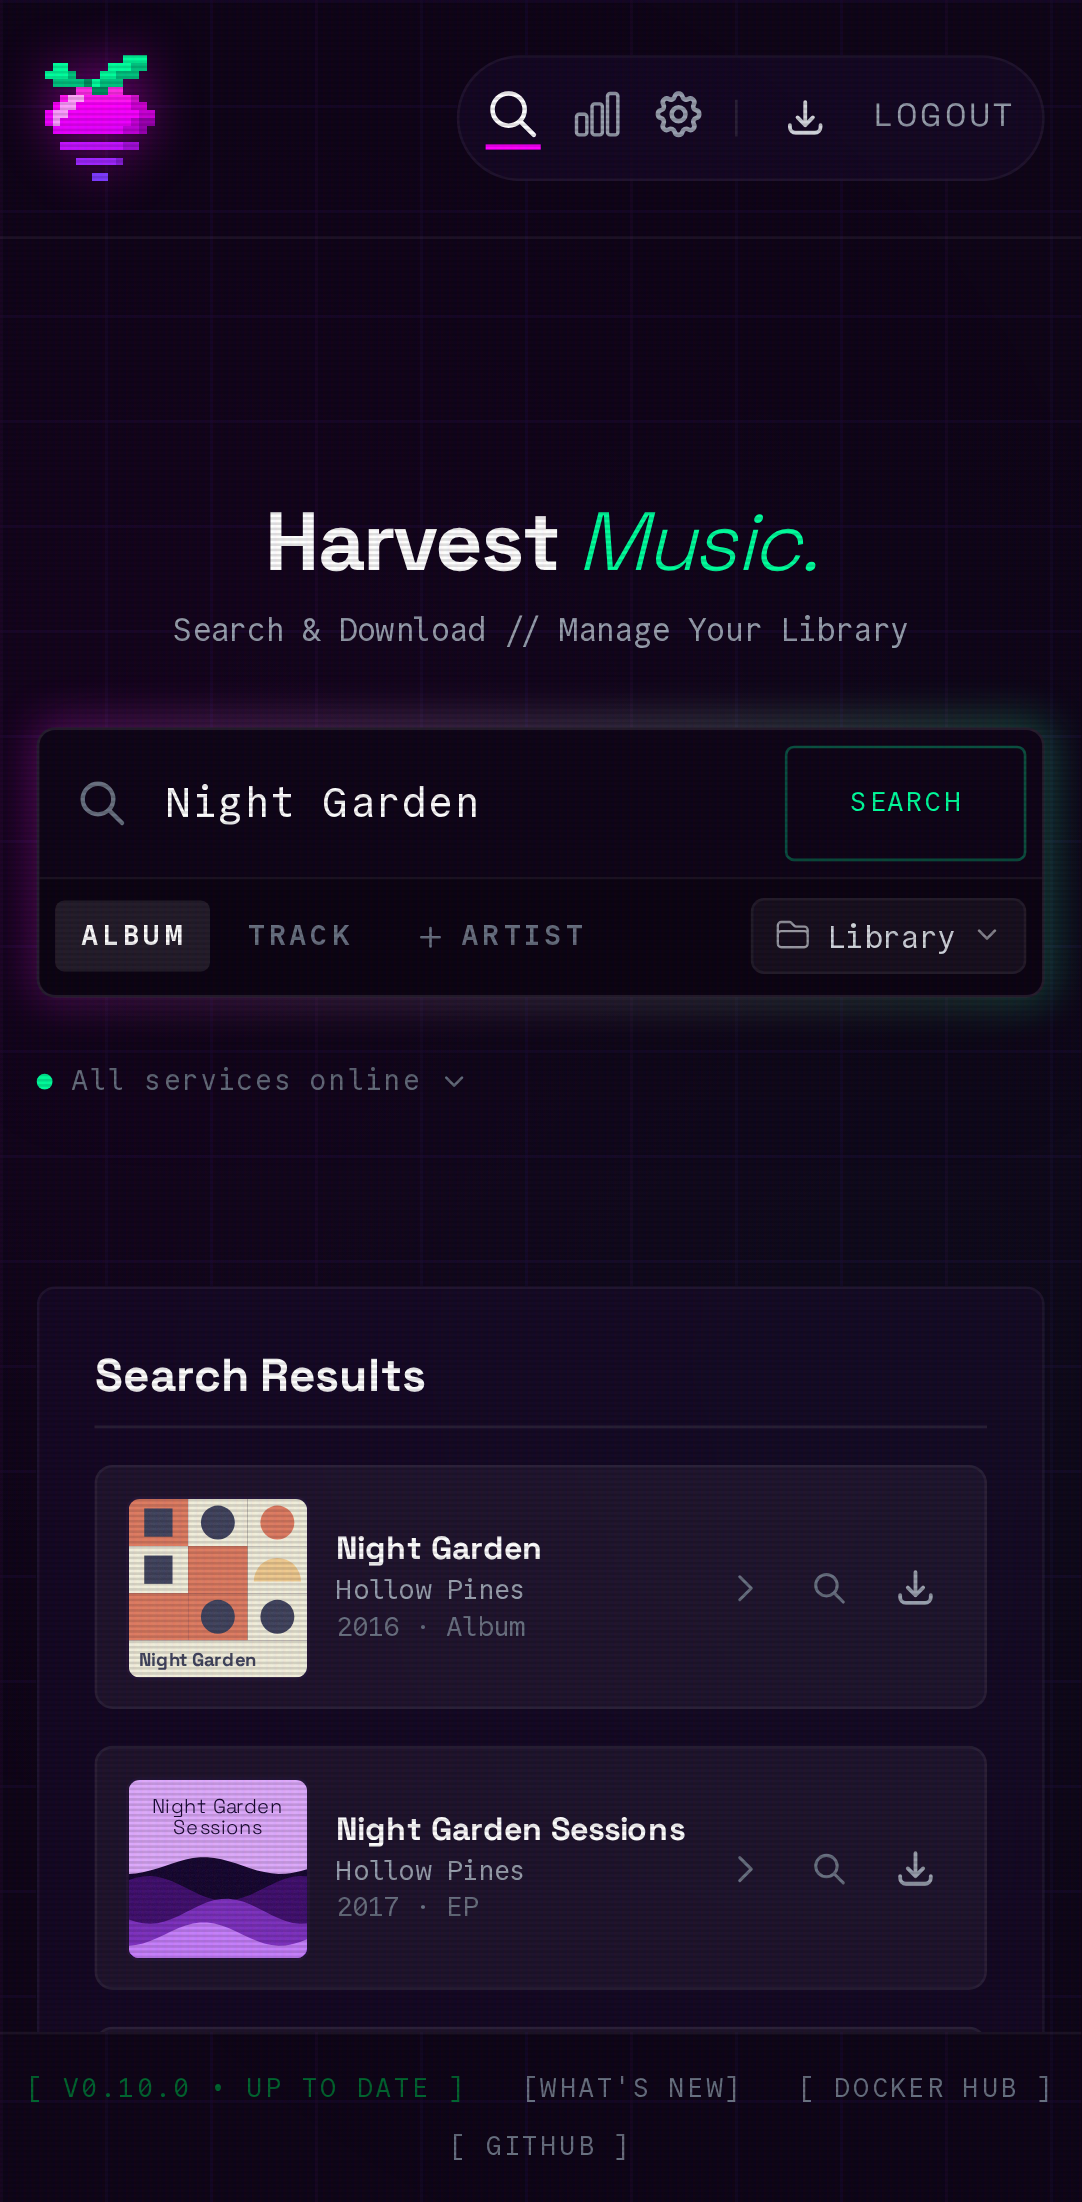 LOGOUT
Harvest Music.
Search & Download // Manage Your Library
Night Garden
SEARCH
ALBUM
TRACK
+ ARTIST
Library
All services online
Search Results
Night Garden
Night Garden
Hollow Pines
2016 · Album
Night Garden
Sessions
Night Garden Sessions
Hollow Pines
2017 · EP
[ V0.10.0 • UP TO DATE ]
[WHAT'S NEW]
[ DOCKER HUB ]
[ GITHUB ]